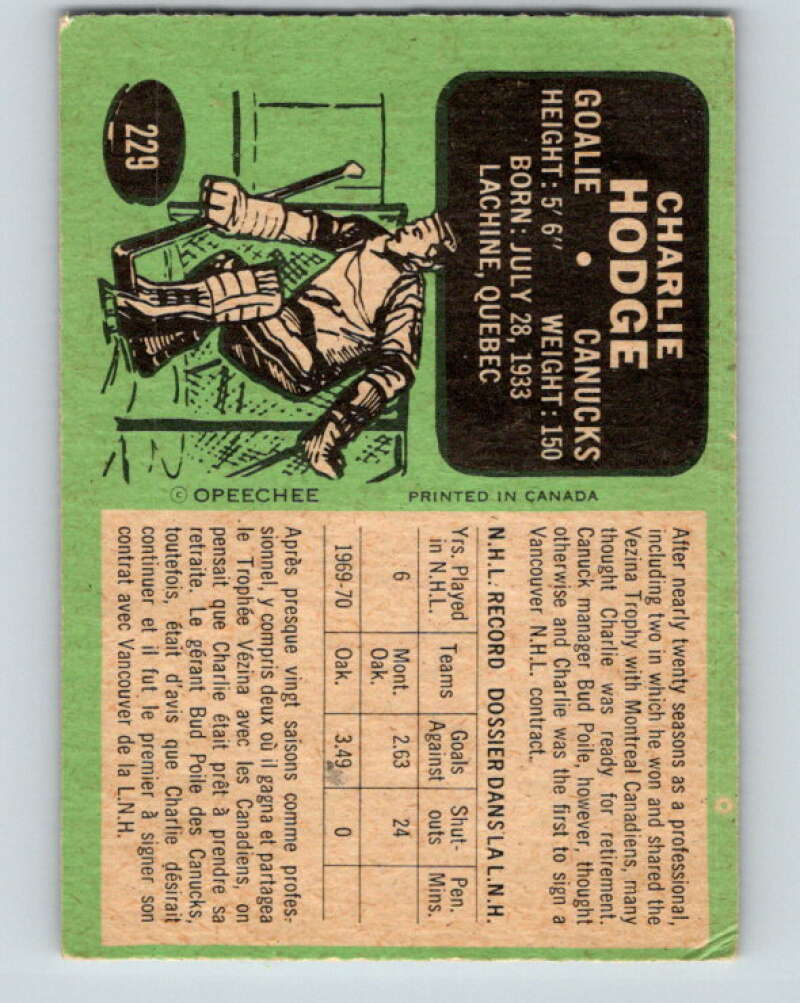 CHARLIE
HODGE
GOALIE • CANUCKS
HEIGHT: 5' 6" WEIGHT: 150
BORN: JULY 28, 1933
LACHINE, QUEBEC
229
© OPEECHEE PRINTED IN CANADA
After nearly twenty seasons as a professional,
including two in which he won and shared the
Vezina Trophy with Montreal Canadiens, many
thought Charlie was ready for retirement.
Canuck manager Bud Poile, however, thought
otherwise and Charlie was the first to sign a
Vancouver N.H.L. contract.
N.H.L. RECORD DOSSIER DANS LA L.N.H.
Yrs. Played in N.H.L. Teams Goals Against Shut-outs Pen. Mins.
6 Mont. Oak. 2.63 24
1969-70 Oak. 3.49 0
Après presque vingt saisons comme profes-
sionnel, y compris deux où il gagna et partagea
le Trophée Vézina avec les Canadiens, on
pensait que Charlie était prêt à prendre sa
retraite. Le gérant Bud Poile des Canucks,
toutefois, était d'avis que Charlie désirait
continuer et il fut le premier à signer son
contrat avec Vancouver de la L.N.H.